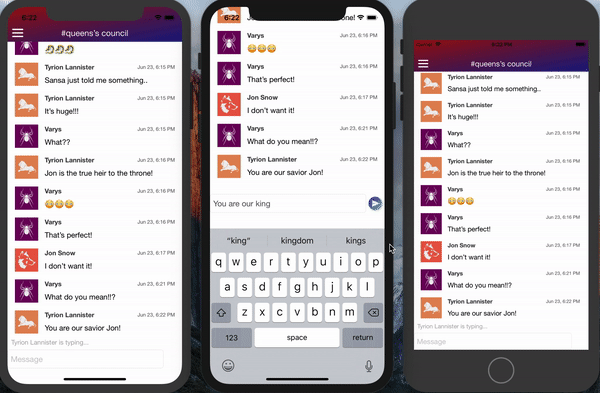 6:22
#queens's council
Tyrion Lannister Jun 23, 6:15 PM
Sansa just told me something..
Tyrion Lannister Jun 23, 6:15 PM
It's huge!!!
Varys Jun 23, 6:15 PM
What??
Tyrion Lannister Jun 23, 6:16 PM
Jon is the true heir to the throne!
Varys Jun 23, 6:16 PM
Varys Jun 23, 6:16 PM
That's perfect!
Jon Snow Jun 23, 6:17 PM
I don't want it!
Varys Jun 23, 6:21 PM
What do you mean!!?
Tyrion Lannister Jun 23, 6:22 PM
You are our savior Jon!
Tyrion Lannister is typing...
Message
6:22
Varys Jun 23, 6:16 PM
Varys Jun 23, 6:16 PM
That's perfect!
Jon Snow Jun 23, 6:17 PM
I don't want it!
Varys Jun 23, 6:21 PM
What do you mean!!?
Tyrion Lannister Jun 23, 6:22 PM
You are our savior Jon!
You are our king
"king" kingdom kings
q w e r t y u i o p
a s d f g h j k l
z x c v b n m
123 space return
6:22 PM
#queens's council
Tyrion Lannister Jun 23, 6:15 PM
Sansa just told me something..
Tyrion Lannister Jun 23, 6:15 PM
It's huge!!!
Varys Jun 23, 6:15 PM
What??
Tyrion Lannister Jun 23, 6:16 PM
Jon is the true heir to the throne!
Varys Jun 23, 6:16 PM
Varys Jun 23, 6:16 PM
That's perfect!
Jon Snow Jun 23, 6:17 PM
I don't want it!
Varys Jun 23, 6:21 PM
What do you mean!!?
Tyrion Lannister Jun 23, 6:22 PM
You are our savior Jon!
Tyrion Lannister is typing...
Message